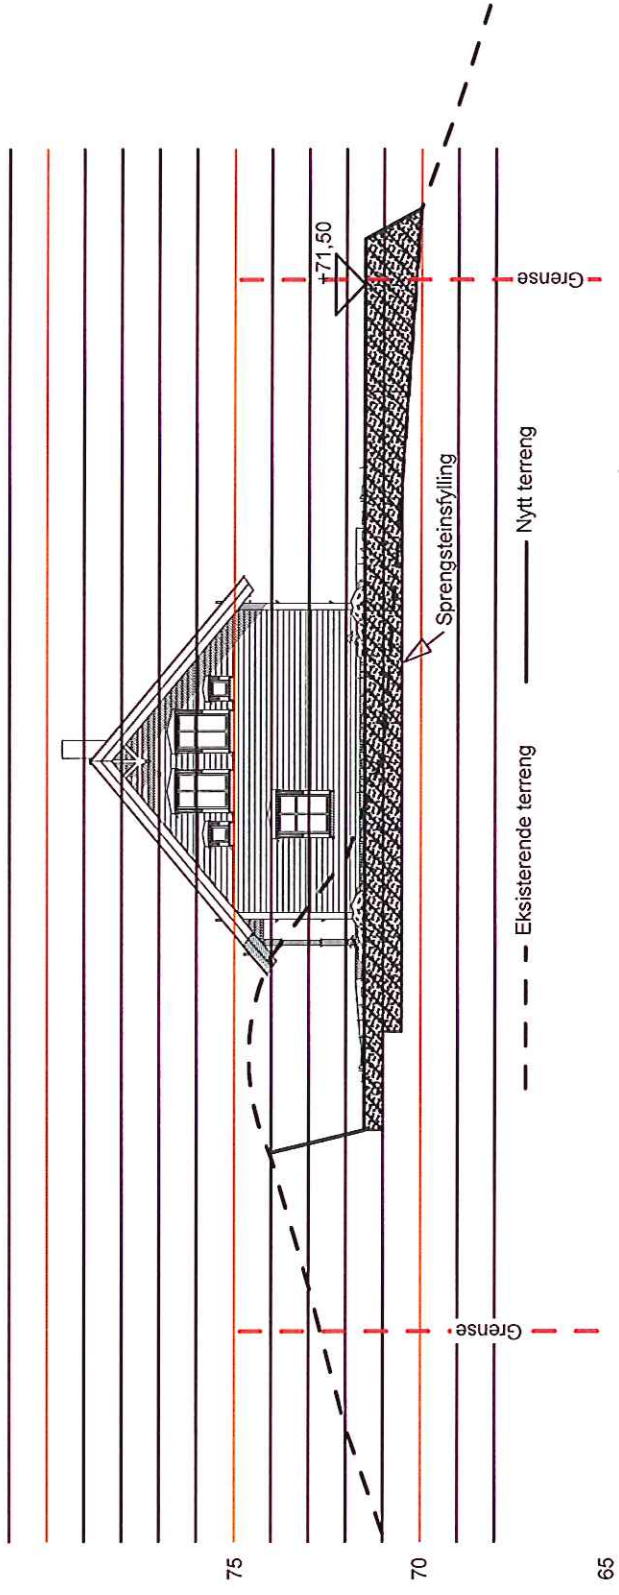 +71,50
Grense
Sprengsteinsfylling
Grense
75
70
65
Eksisterende terreng
Nytt terreng